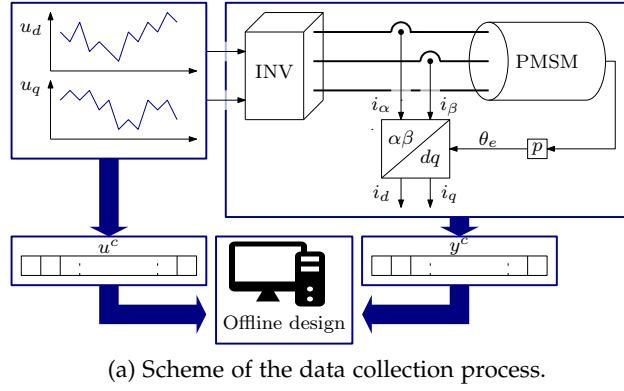 u_d
u_q
INV
PMSM
i_α
i_β
αβ
dq
θ_e
p
i_d
i_q
u^c
y^c
Offline design
(a) Scheme of the data collection process.